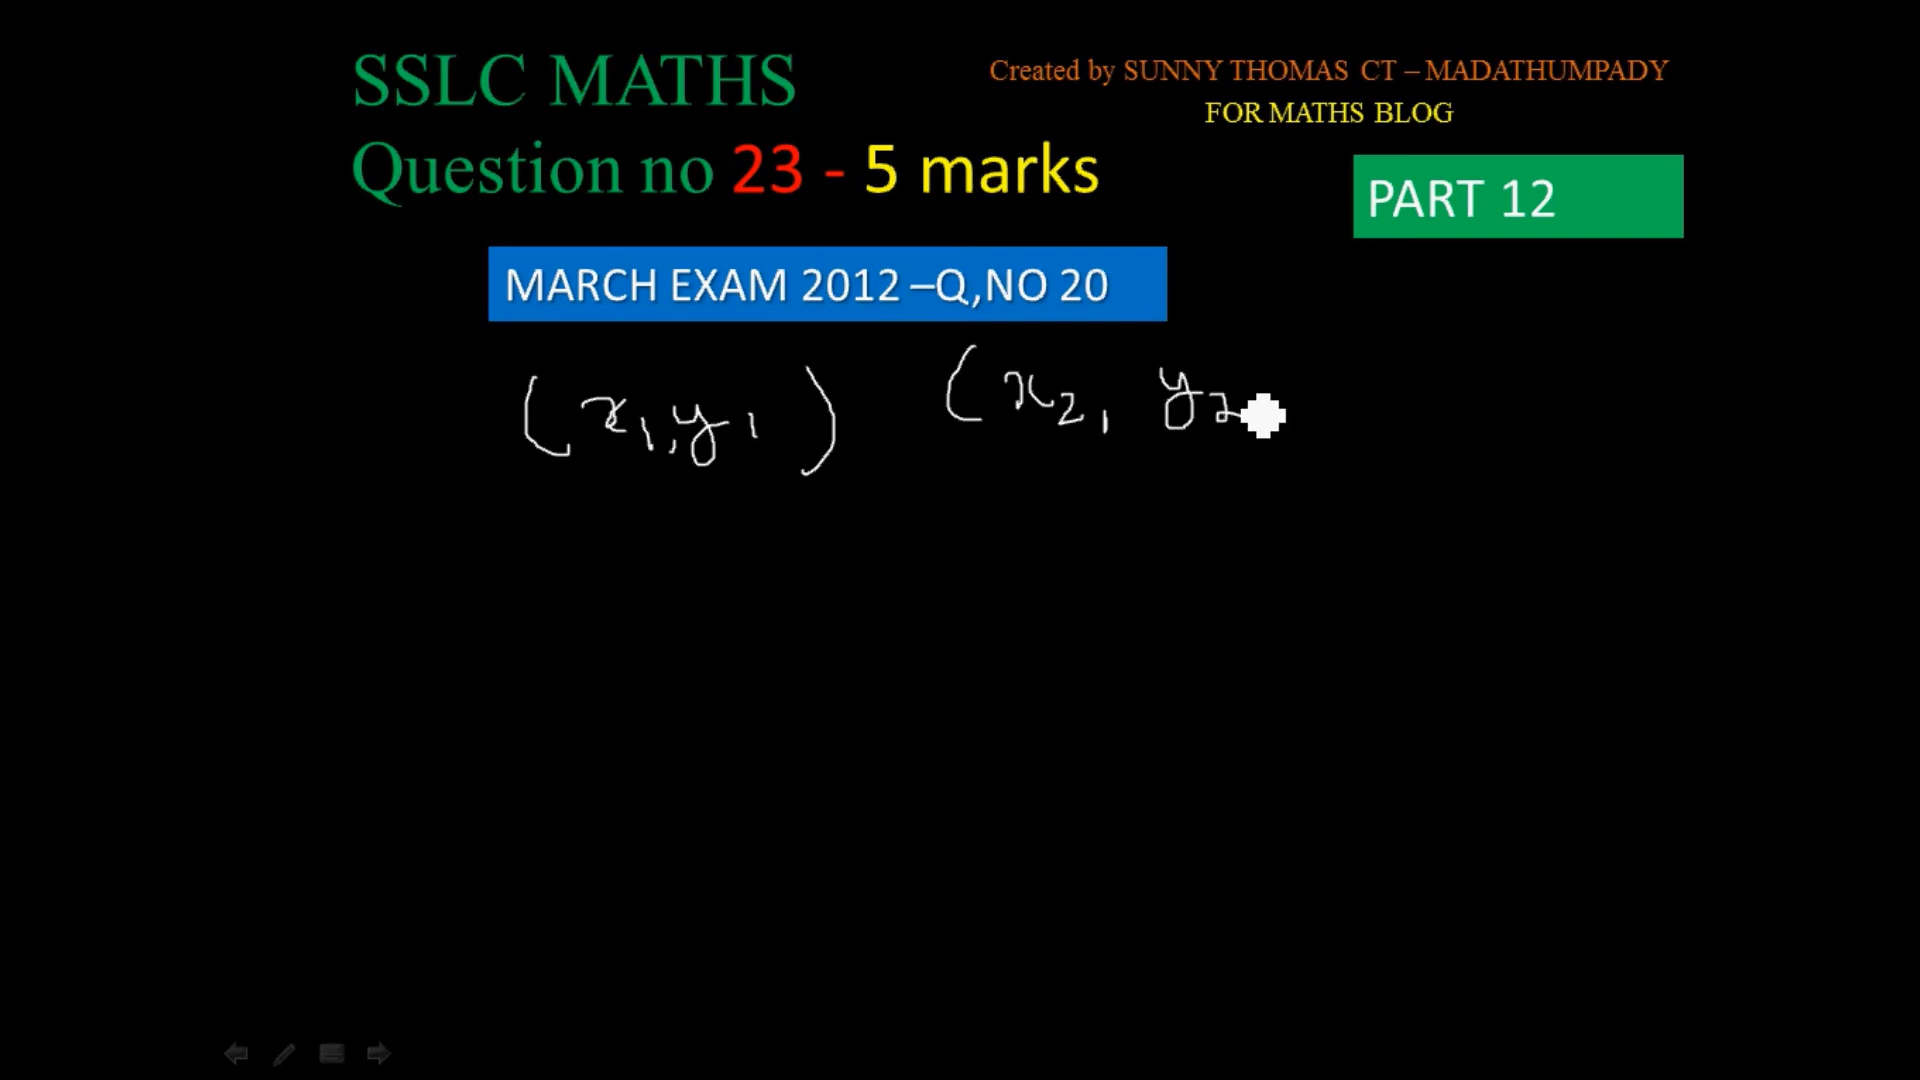 SSLC MATHS
Created by SUNNY THOMAS CT – MADATHUMPADY
FOR MATHS BLOG
Question no 23 - 5 marks
PART 12
MARCH EXAM 2012 –Q,NO 20
(x₁,y₁) (x₂, y₂